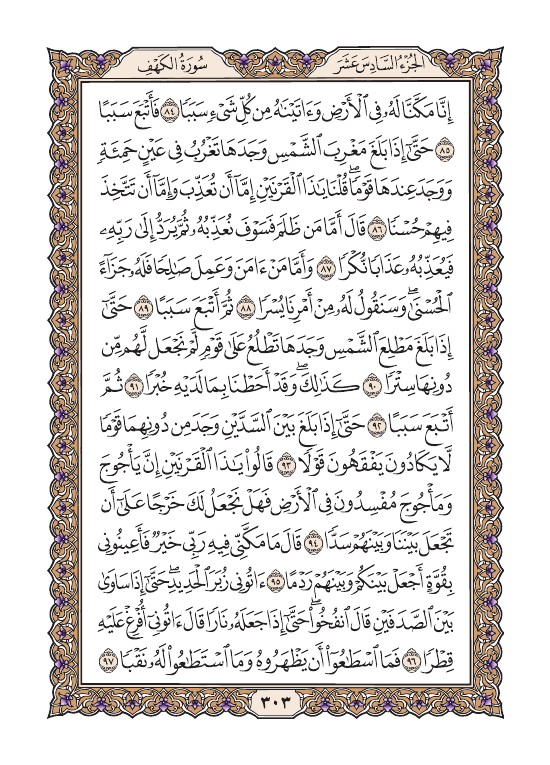 الجُزْءُ السَّادِسَ عَشَرَ سُورَةُ الكَهْفِ
إِنَّا مَكَّنَّا لَهُۥ فِي ٱلْأَرْضِ وَءَاتَيْنَٰهُ مِن كُلِّ شَىْءٍ سَبَبًا ٨٤ فَأَتْبَعَ سَبَبًا
٨٥ حَتَّىٰٓ إِذَا بَلَغَ مَغْرِبَ ٱلشَّمْسِ وَجَدَهَا تَغْرُبُ فِي عَيْنٍ حَمِئَةٍ
وَوَجَدَ عِندَهَا قَوْمًاۖ قُلْنَا يَٰذَا ٱلْقَرْنَيْنِ إِمَّآ أَن تُعَذِّبَ وَإِمَّآ أَن تَتَّخِذَ
فِيهِمْ حُسْنًا ٨٦ قَالَ أَمَّا مَن ظَلَمَ فَسَوْفَ نُعَذِّبُهُۥ ثُمَّ يُرَدُّ إِلَىٰ رَبِّهِۦ
فَيُعَذِّبُهُۥ عَذَابًا نُّكْرًا ٨٧ وَأَمَّا مَنْ ءَامَنَ وَعَمِلَ صَٰلِحًا فَلَهُۥ جَزَآءً
ٱلْحُسْنَىٰۖ وَسَنَقُولُ لَهُۥ مِنْ أَمْرِنَا يُسْرًا ٨٨ ثُمَّ أَتْبَعَ سَبَبًا ٨٩ حَتَّىٰٓ
إِذَا بَلَغَ مَطْلِعَ ٱلشَّمْسِ وَجَدَهَا تَطْلُعُ عَلَىٰ قَوْمٍ لَّمْ نَجْعَل لَّهُم مِّن
دُونِهَا سِتْرًا ٩٠ كَذَٰلِكَۖ وَقَدْ أَحَطْنَا بِمَا لَدَيْهِ خُبْرًا ٩١ ثُمَّ
أَتْبَعَ سَبَبًا ٩٢ حَتَّىٰٓ إِذَا بَلَغَ بَيْنَ ٱلسَّدَّيْنِ وَجَدَ مِن دُونِهِمَا قَوْمًا
لَّا يَكَادُونَ يَفْقَهُونَ قَوْلًا ٩٣ قَالُوا۟ يَٰذَا ٱلْقَرْنَيْنِ إِنَّ يَأْجُوجَ
وَمَأْجُوجَ مُفْسِدُونَ فِي ٱلْأَرْضِ فَهَلْ نَجْعَلُ لَكَ خَرْجًا عَلَىٰٓ أَن
تَجْعَلَ بَيْنَنَا وَبَيْنَهُمْ سَدًّا ٩٤ قَالَ مَا مَكَّنِّي فِيهِ رَبِّي خَيْرٌ فَأَعِينُونِي
بِقُوَّةٍ أَجْعَلْ بَيْنَكُمْ وَبَيْنَهُمْ رَدْمًا ٩٥ ءَاتُونِي زُبَرَ ٱلْحَدِيدِۖ حَتَّىٰٓ إِذَا سَاوَىٰ
بَيْنَ ٱلصَّدَفَيْنِ قَالَ ٱنفُخُوا۟ۖ حَتَّىٰٓ إِذَا جَعَلَهُۥ نَارًا قَالَ ءَاتُونِيٓ أُفْرِغْ عَلَيْهِ
قِطْرًا ٩٦ فَمَا ٱسْطَٰعُوٓا۟ أَن يَظْهَرُوهُ وَمَا ٱسْتَطَٰعُوا۟ لَهُۥ نَقْبًا ٩٧
٣٠٣